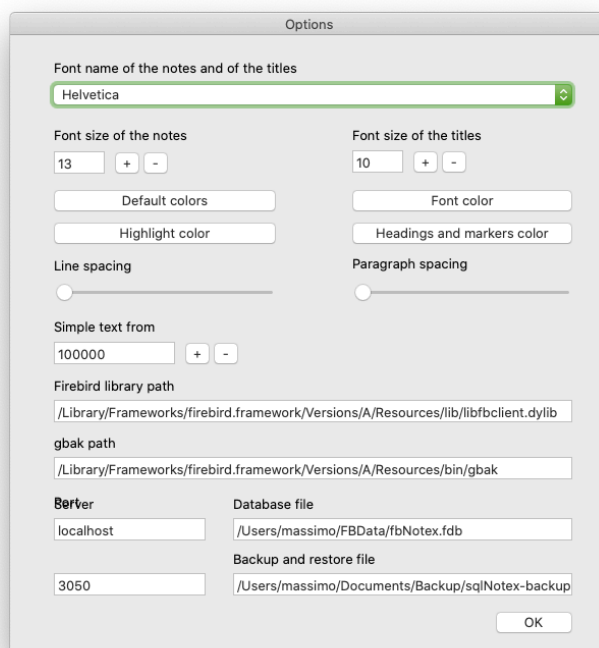 Options
Font name of the notes and of the titles
Helvetica
Font size of the notes Font size of the titles
13 + - 10 + -
Default colors Font color
Highlight color Headings and markers color
Line spacing Paragraph spacing
Simple text from
100000 + -
Firebird library path
/Library/Frameworks/firebird.framework/Versions/A/Resources/lib/libfbclient.dylib
gbak path
/Library/Frameworks/firebird.framework/Versions/A/Resources/bin/gbak
Port
Server Database file
localhost /Users/massimo/FBData/fbNotex.fdb
Backup and restore file
3050 /Users/massimo/Documents/Backup/sqlNotex-backup
OK